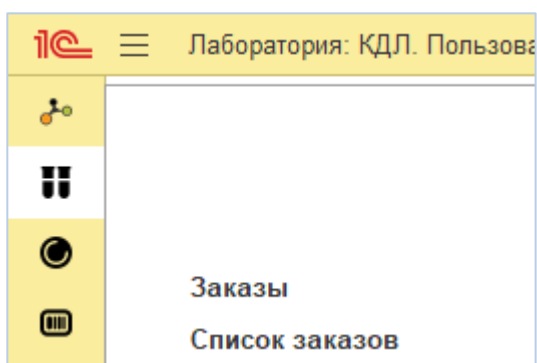 1С Лаборатория: КДЛ. Пользова
Заказы
Список заказов